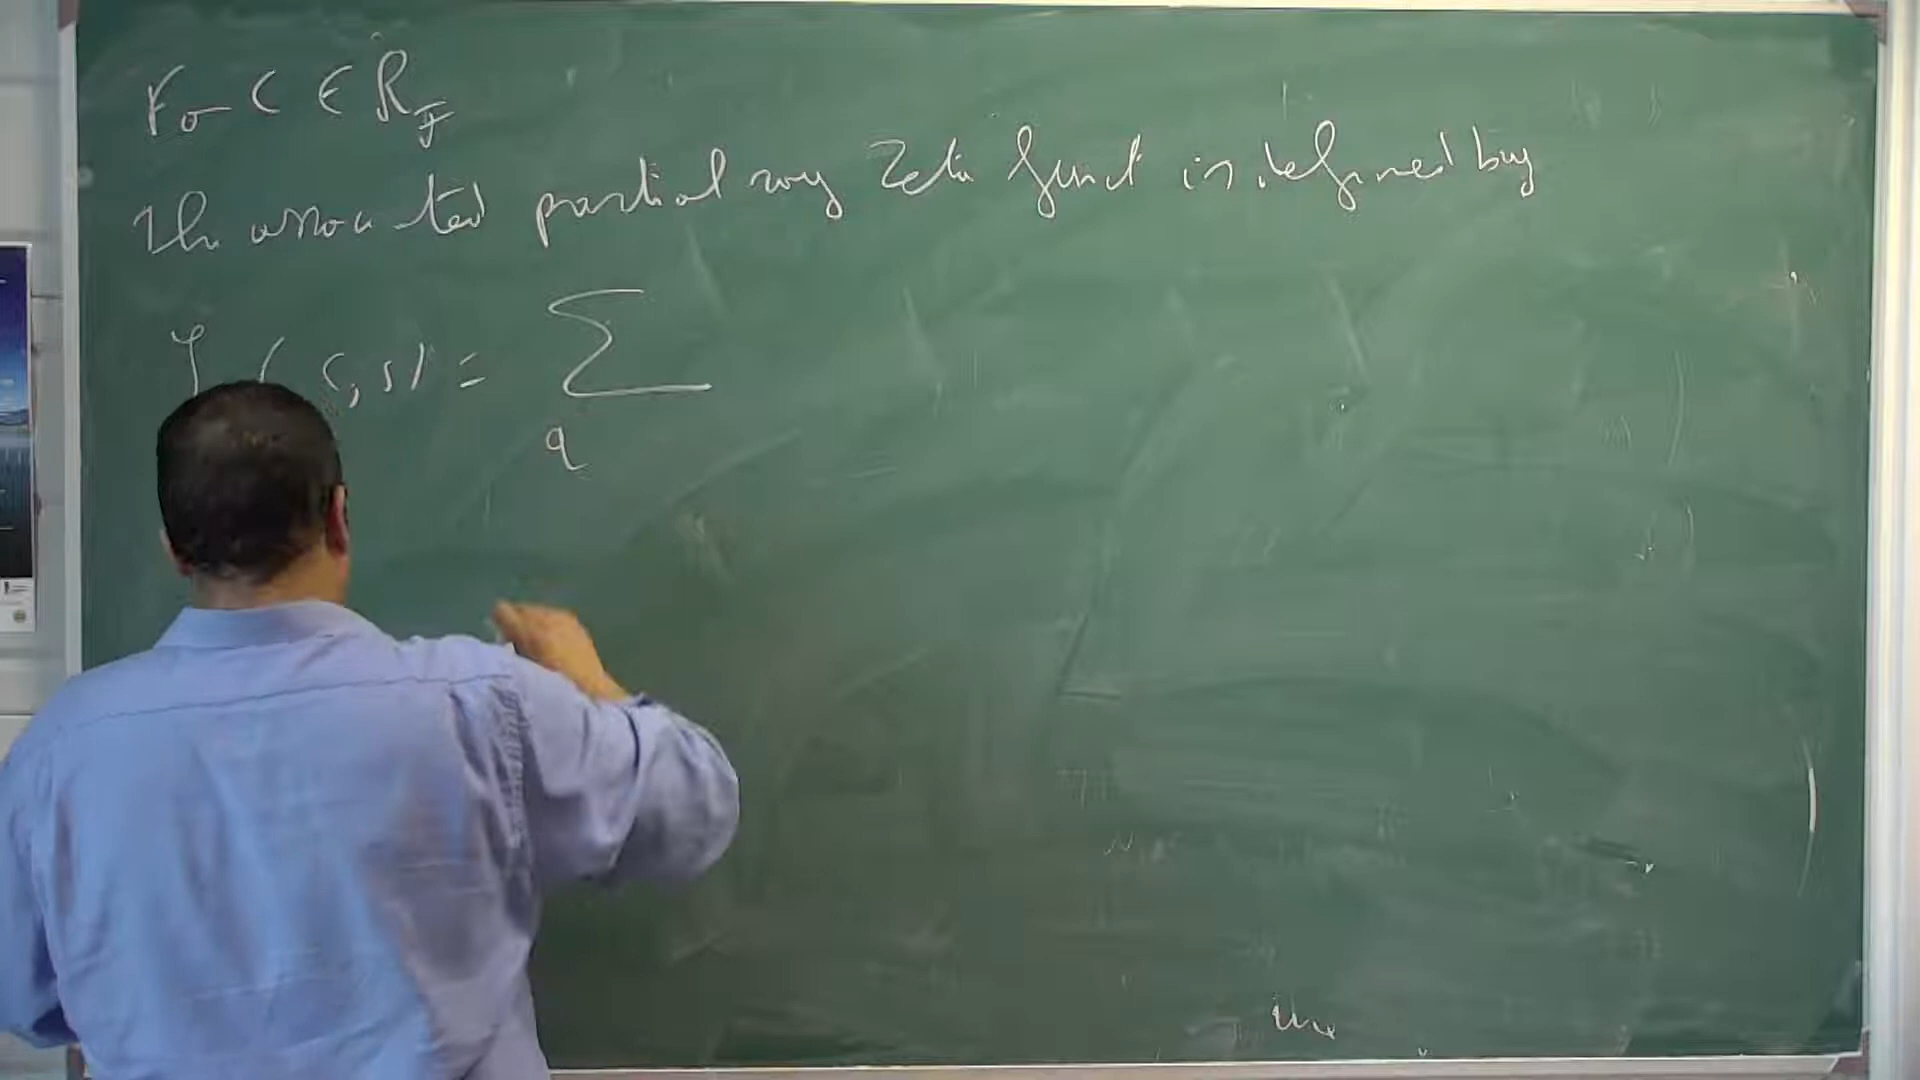 For C ∈ R_F
The associated partial ray Zeta funct is defined by
ζ ( C, s) = Σ
a